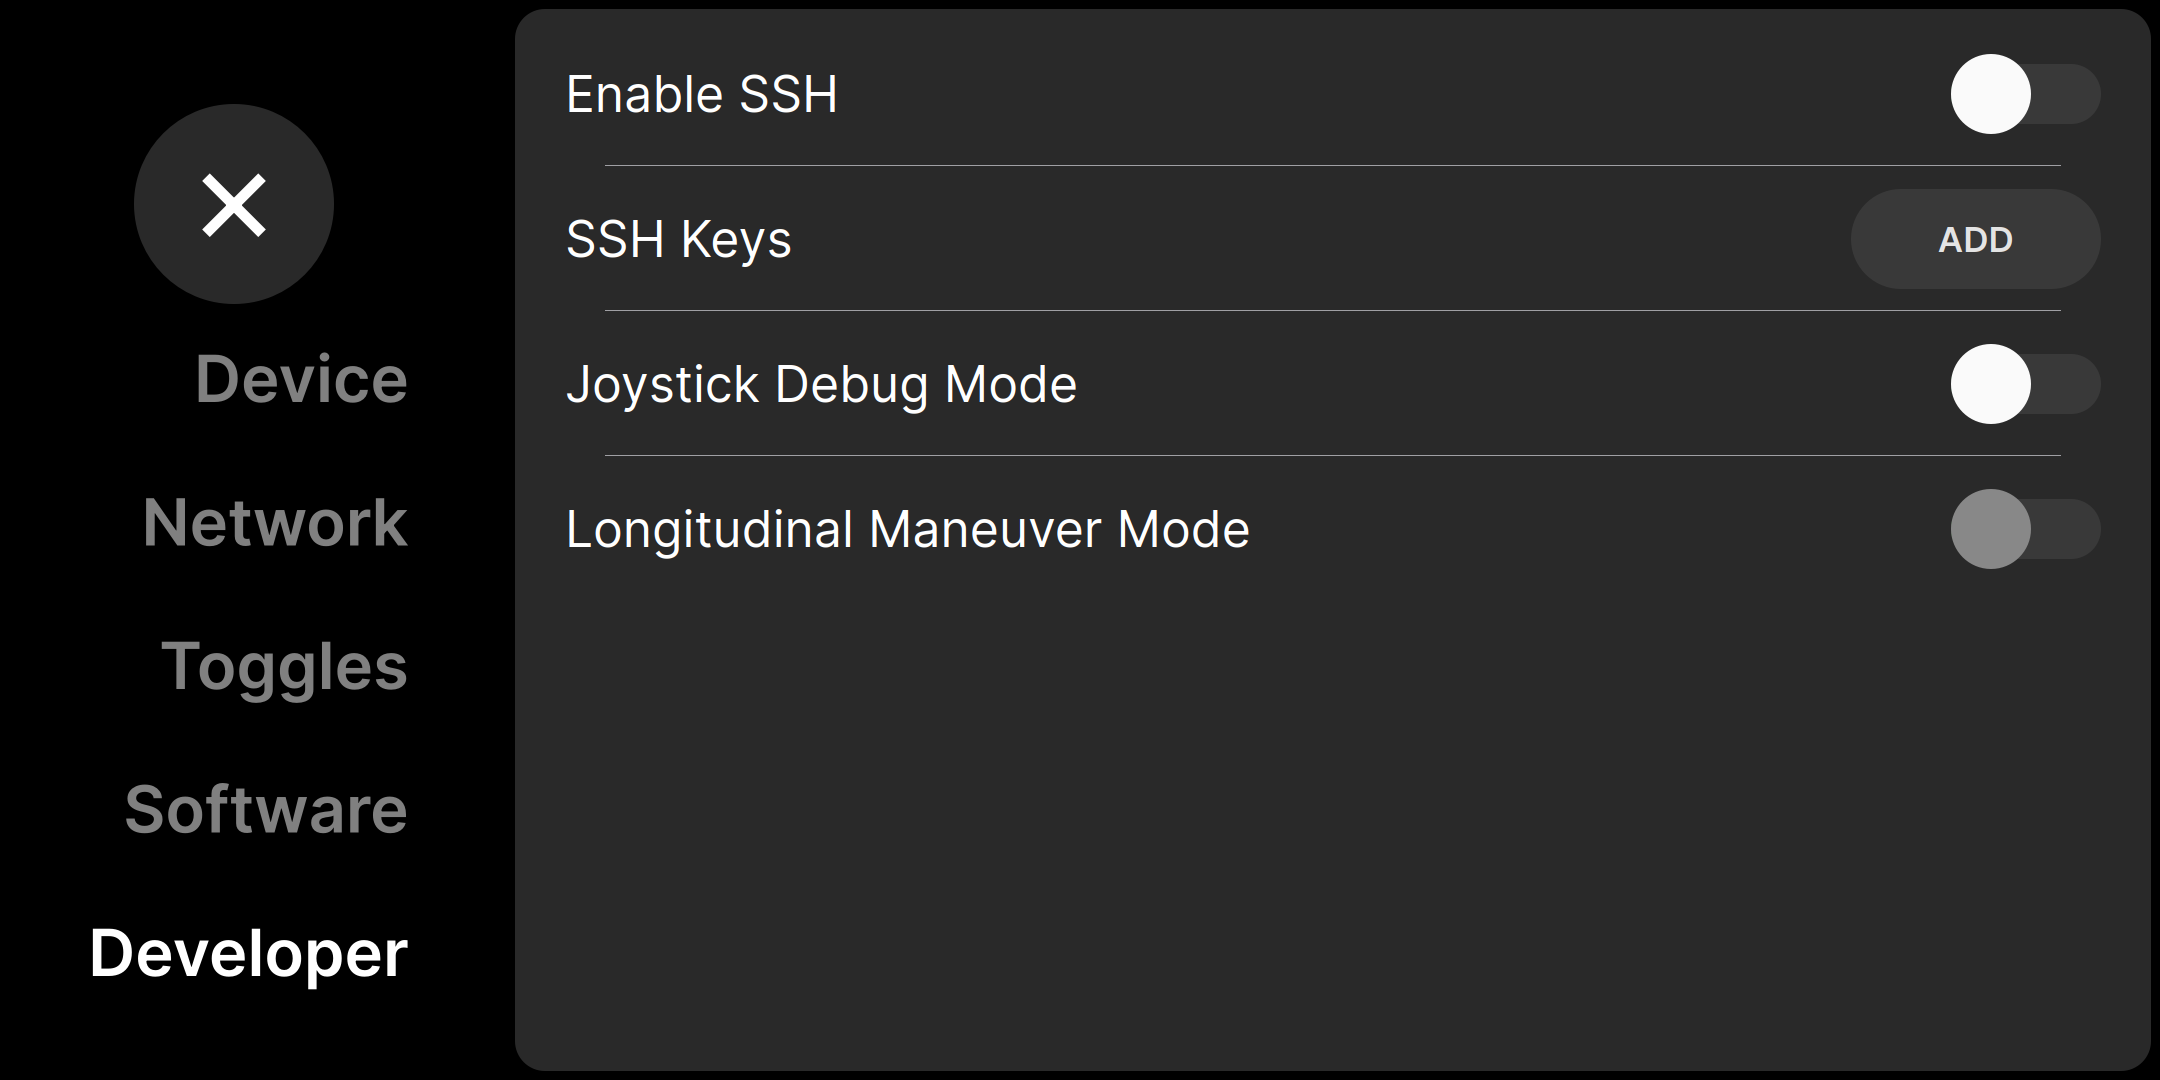 Device
Network
Toggles
Software
Developer
Enable SSH
SSH Keys
ADD
Joystick Debug Mode
Longitudinal Maneuver Mode